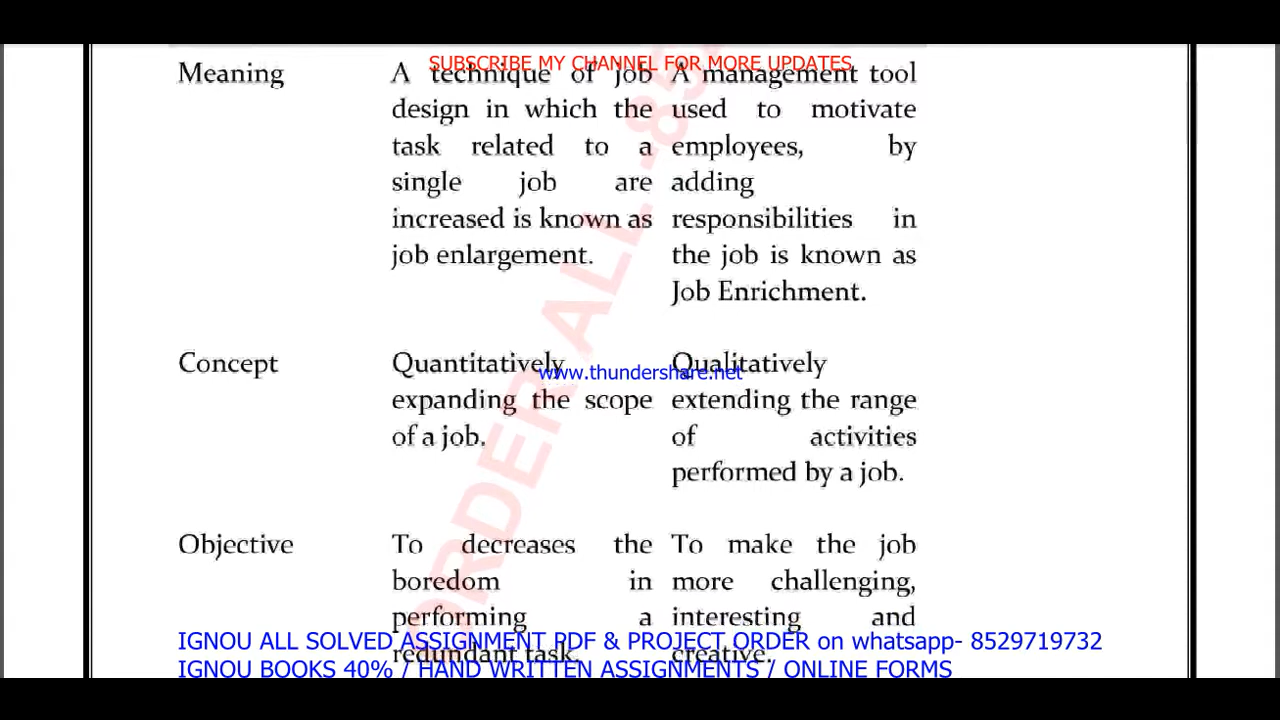 SUBSCRIBE MY CHANNEL FOR MORE UPDATES
Meaning
A technique of job
design in which the
task related to a
single job are
increased is known as
job enlargement.
A management tool
used to motivate
employees, by
adding
responsibilities in
the job is known as
Job Enrichment.
Concept
Quantitatively
expanding the scope
of a job.
Qualitatively
extending the range
of activities
performed by a job.
www.thundershare.net
Objective
To decreases the
boredom in
performing a
redundant task.
To make the job
more challenging,
interesting and
creative.
ORDER ALL -85
IGNOU ALL SOLVED ASSIGNMENT PDF & PROJECT ORDER on whatsapp- 8529719732
IGNOU BOOKS 40% / HAND WRITTEN ASSIGNMENTS / ONLINE FORMS